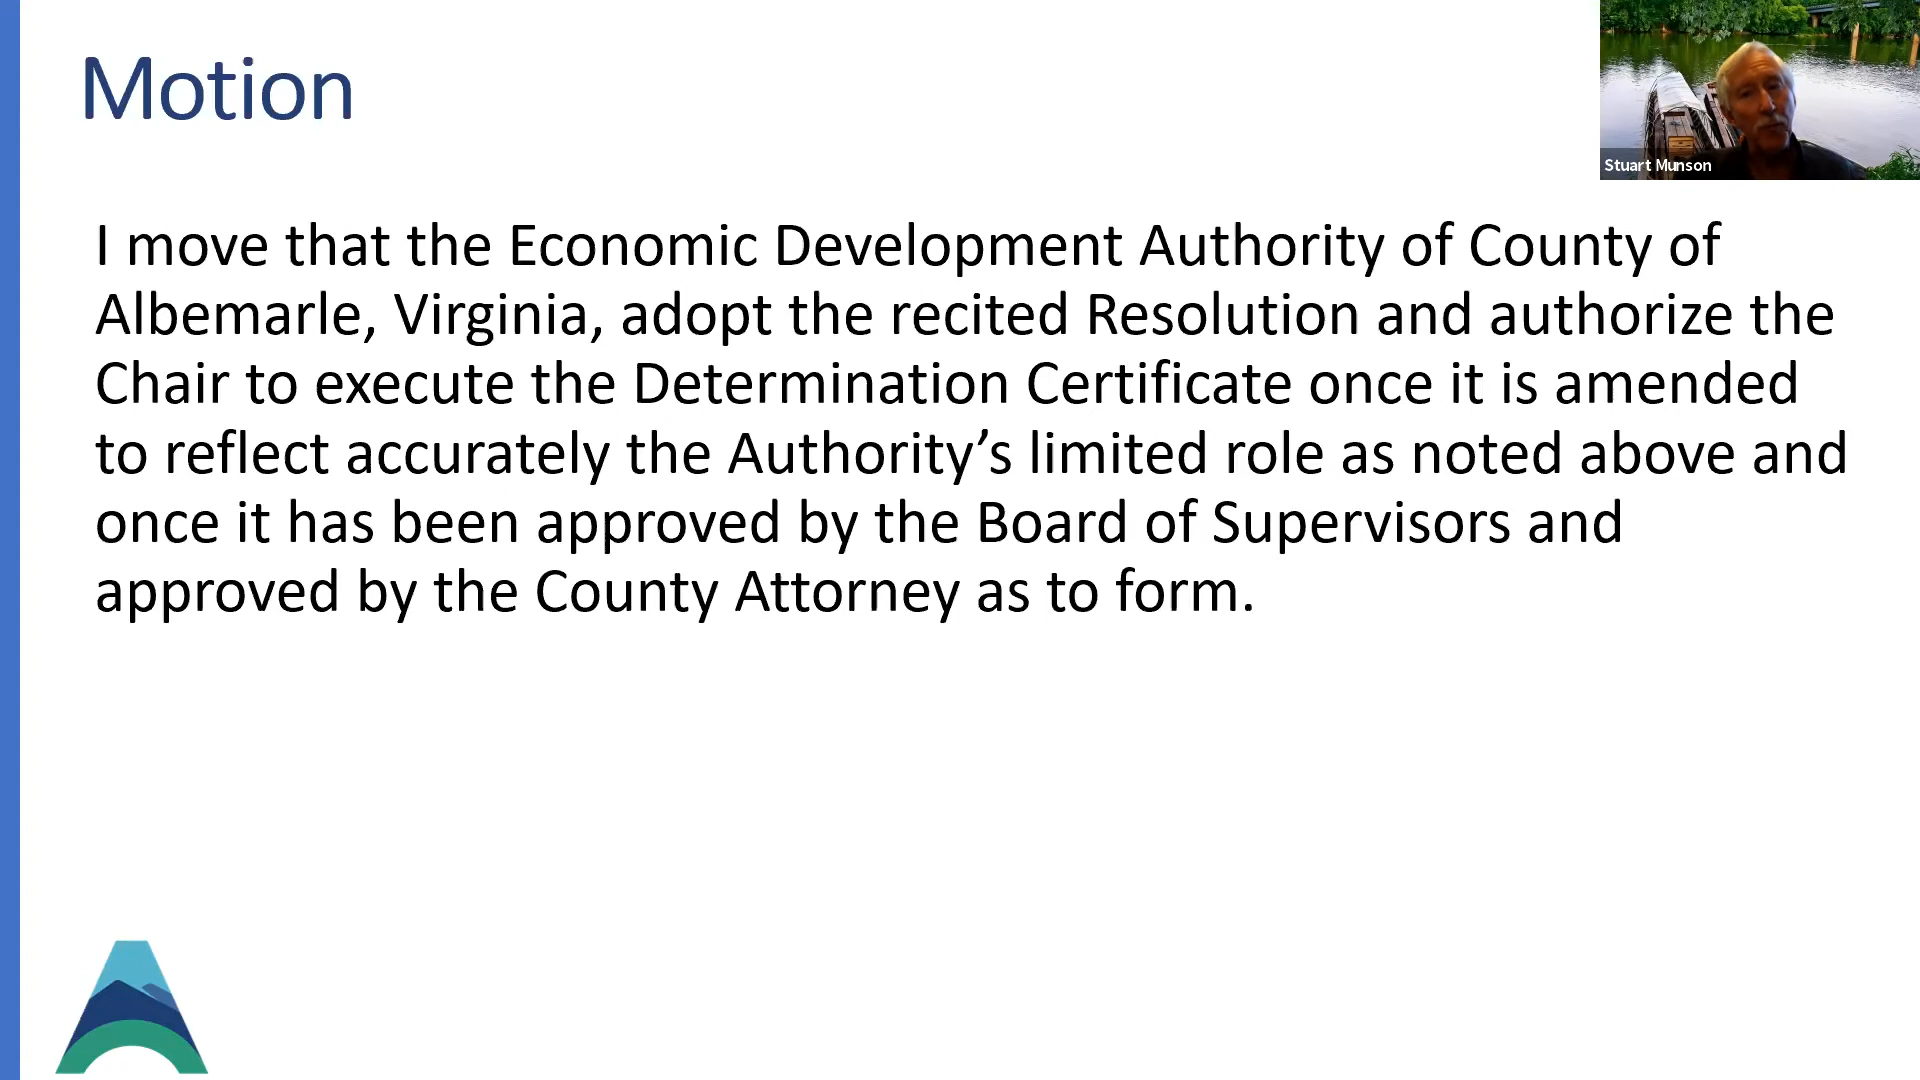 Motion
Stuart Munson
I move that the Economic Development Authority of County of
Albemarle, Virginia, adopt the recited Resolution and authorize the
Chair to execute the Determination Certificate once it is amended
to reflect accurately the Authority’s limited role as noted above and
once it has been approved by the Board of Supervisors and
approved by the County Attorney as to form.